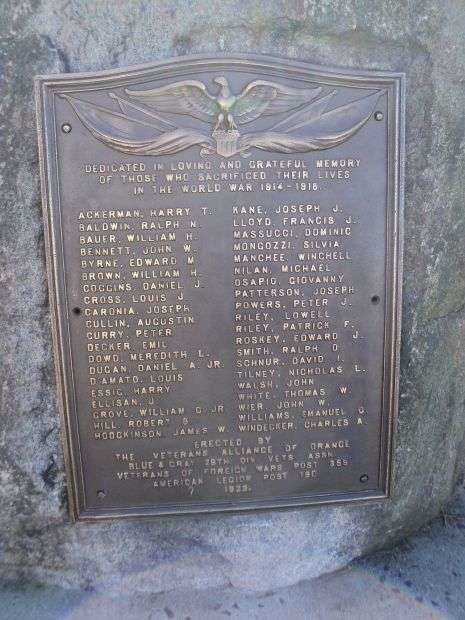 DEDICATED IN LOVING AND GRATEFUL MEMORY
OF THOSE WHO SACRIFICED THEIR LIVES
IN THE WORLD WAR 1914-1918.
ACKERMAN, HARRY T.
BALDWIN, RALPH N.
BAUER, WILLIAM H.
BENNETT, JOHN W.
BYRNE, EDWARD M.
BROWN, WILLIAM H.
COGGINS, DANIEL J.
CROSS, LOUIS J.
CARONIA, JOSEPH
CULLIN, AUGUSTIN
CURRY, PETER
DECKER, EMIL
DOWD, MEREDITH L.
DUGAN, DANIEL A. JR.
D'AMATO, LOUIS
ESSIG, HARRY
ELLISAN, J.
GROVE, WILLIAM G. JR.
HILL, ROBERT S.
HODCKINSON, JAMES W.
KANE, JOSEPH J.
LLOYD, FRANCIS J.
MASSUCCI, DOMINIC
MONGOZZI, SILVIA
MANCHEE, WINCHELL
NILAN, MICHAEL
OSAPIO, GIOVANNY
PATTERSON, JOSEPH
POWERS, PETER J.
RILEY, LOWELL
RILEY, PATRICK F.
ROSKEY, EDWARD J.
SMITH, RALPH O.
SCHNUR, DAVID I.
TILNEY, NICHOLAS L.
WALSH, JOHN
WHITE, THOMAS W.
WIER, JOHN W.
WILLIAMS, EMANUEL G.
WINDECKER, CHARLES A.
ERECTED BY
THE VETERANS ALLIANCE OF ORANGE
BLUE & GRAY 29TH DIV. VETS ASSN.
VETERANS OF FOREIGN WARS POST
AMERICAN LEGION POST
1929.